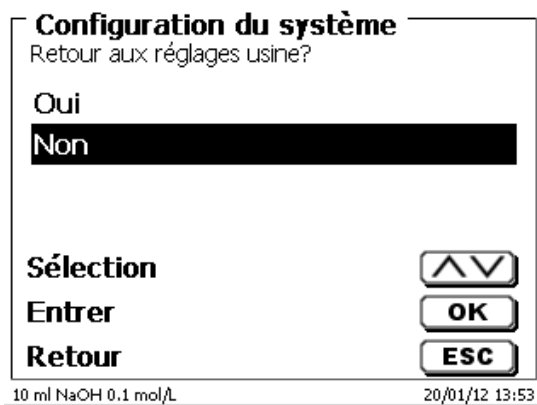 Configuration du système
Retour aux réglages usine?
Oui
Non
Sélection
Entrer OK
Retour ESC
10 ml NaOH 0.1 mol/L 20/01/12 13:53